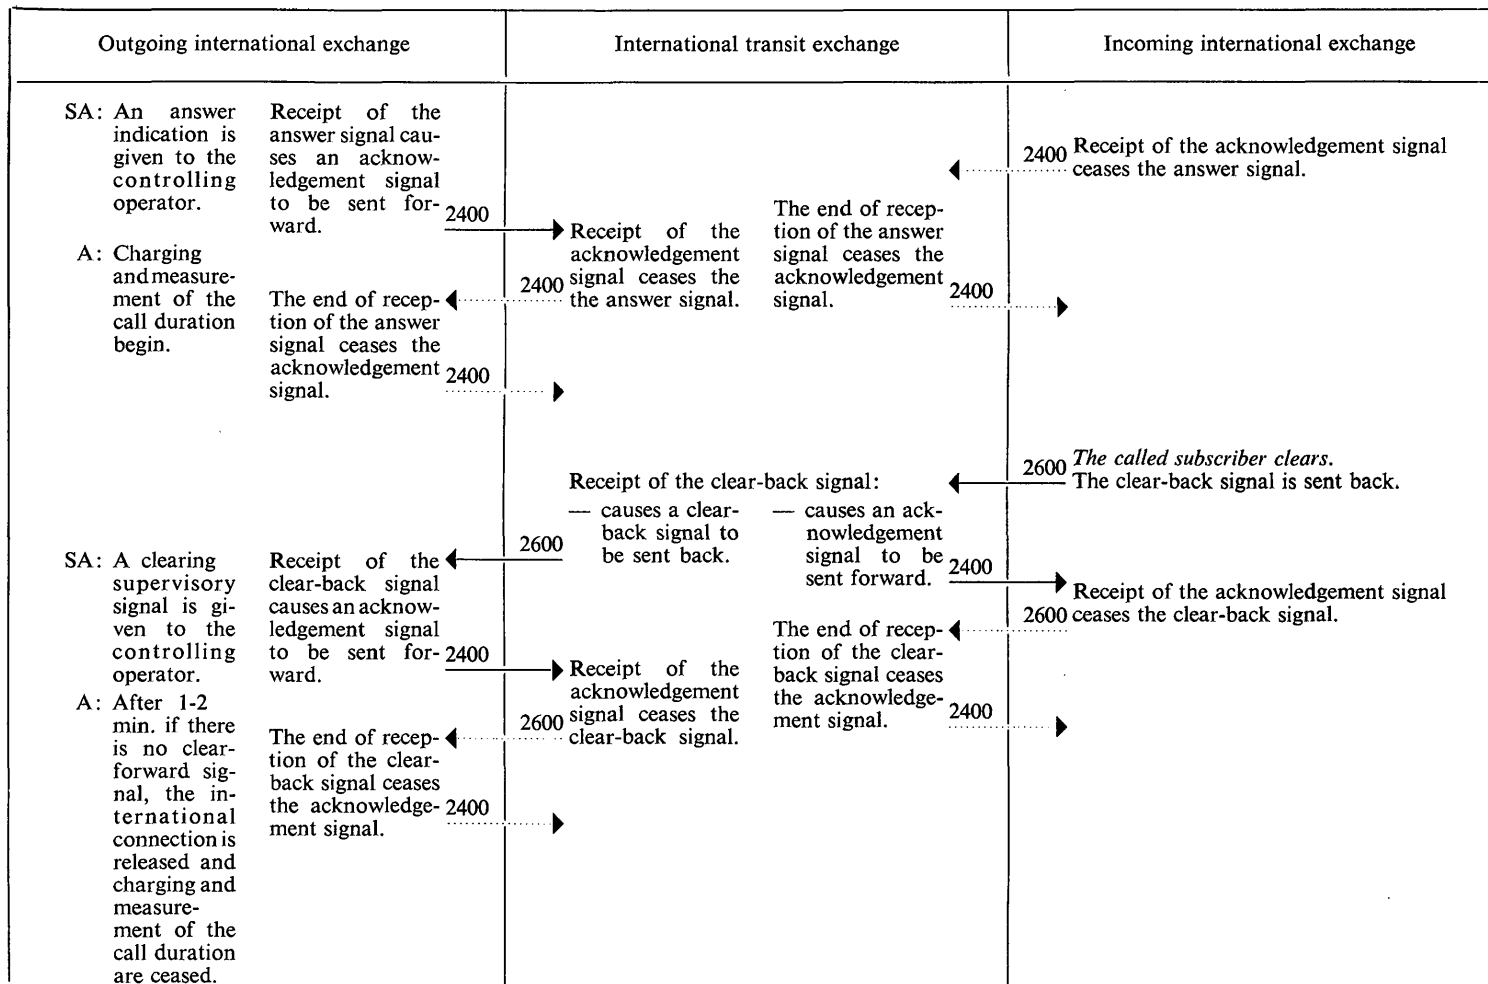 Outgoing international exchange
International transit exchange
Incoming international exchange
SA: An answer
indication is
given to the
controlling
operator.
A: Charging
and measure-
ment of the
call duration
begin.
Receipt of the
answer signal cau-
ses an acknow-
ledgement signal
to be sent for-
ward.
2400
The end of recep-
tion of the answer
signal ceases the
acknowledgement
signal.
2400
Receipt of the
acknowledgement
signal ceases the
the answer signal.
2400
The end of recep-
tion of the answer
signal ceases the
acknowledgement
signal.
2400
2400
Receipt of the acknowledgement signal
ceases the answer signal.
2600
The called subscriber clears.
The clear-back signal is sent back.
Receipt of the clear-back signal:
— causes a clear-
back signal to
be sent back.
2600
— causes an ack-
nowledgement
signal to be
sent forward.
2400
Receipt of the acknowledgement signal
ceases the clear-back signal.
2600
SA: A clearing
supervisory
signal is gi-
ven to the
controlling
operator.
A: After 1-2
min. if there
is no clear-
forward sig-
nal, the in-
ternational
connection is
released and
charging and
measure-
ment of the
call duration
are ceased.
Receipt of the
clear-back signal
causes an acknow-
ledgement signal
to be sent for-
ward.
2400
The end of recep-
tion of the clear-
back signal ceases
the acknowledge-
ment signal.
2400
Receipt of the
acknowledgement
signal ceases the
clear-back signal.
2600
The end of recep-
tion of the clear-
back signal ceases
the acknowledge-
ment signal.
2400